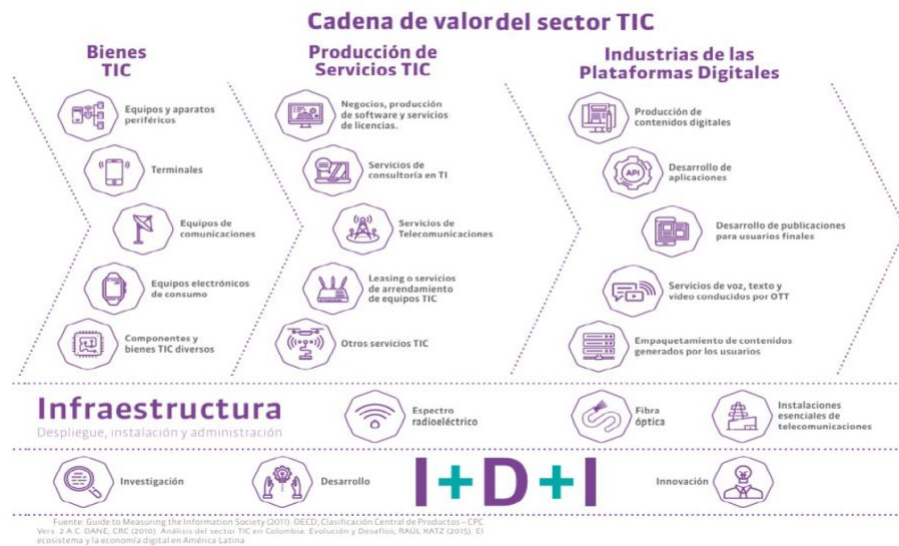 Cadena de valor del sector TIC
Bienes
TIC
Equipos y aparatos
periféricos
Terminales
Equipos de
comunicaciones
Equipos electrónicos
de consumo
Componentes y
bienes TIC diversos
Producción de
Servicios TIC
Negocios, producción
de software y servicios
de licencias.
Servicios de
consultoría en TI
Servicios de
Telecomunicaciones
Leasing o servicios
de arrendamiento
de equipos TIC
Otros servicios TIC
Industrias de las
Plataformas Digitales
Producción de
contenidos digitales
API
Desarrollo de
aplicaciones
Desarrollo de publicaciones
para usuarios finales
Servicios de voz, texto y
video conducidos por OTT
Empaquetamiento de contenidos
generados por los usuarios
Infraestructura
Despliegue, instalación y administración
Espectro
radioeléctrico
Fibra
óptica
Instalaciones
esenciales de
telecomunicaciones
Investigación
Desarrollo
I+D+I
Innovación
Fuente: Guide to Measuring the Information Society (2011). OECD, Clasificación Central de Productos – CPC
Vers. 2 A.C. DANE, CRC (2010). Análisis del sector TIC en Colombia: Evolución y Desafíos, RAÚL KATZ (2015). El
ecosistema y la economía digital en América Latina